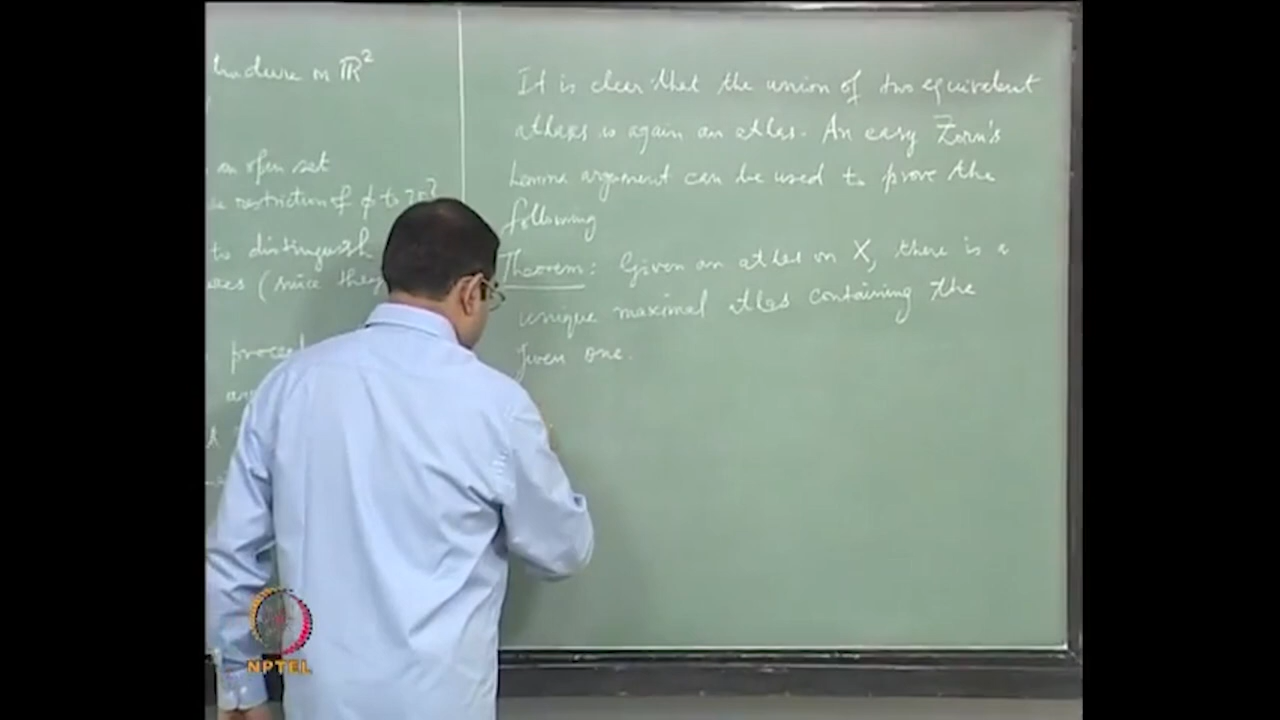 structure on ℝ²
an open set
restriction of ϕ to
to distinguish
(since they
It is clear that the union of two equivalent
atlases is again an atlas. An easy Zorn's
Lemma argument can be used to prove the
following
Theorem: Given an atlas on X, there is a
unique maximal atlas containing the
given one.
NPTEL